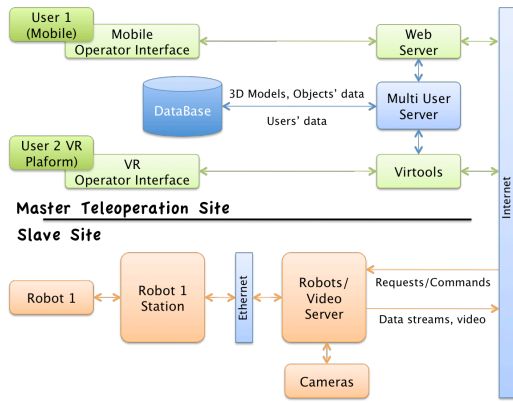 User 1
(Mobile)
Mobile
Operator Interface
Web
Server
3D Models, Objects' data
DataBase
Users' data
Multi User
Server
User 2 VR
Plaform)
VR
Operator Interface
Virtools
Internet
Master Teleoperation Site
Slave Site
Robot 1
Robot 1
Station
Ethernet
Robots/
Video
Server
Requests/Commands
Data streams, video
Cameras